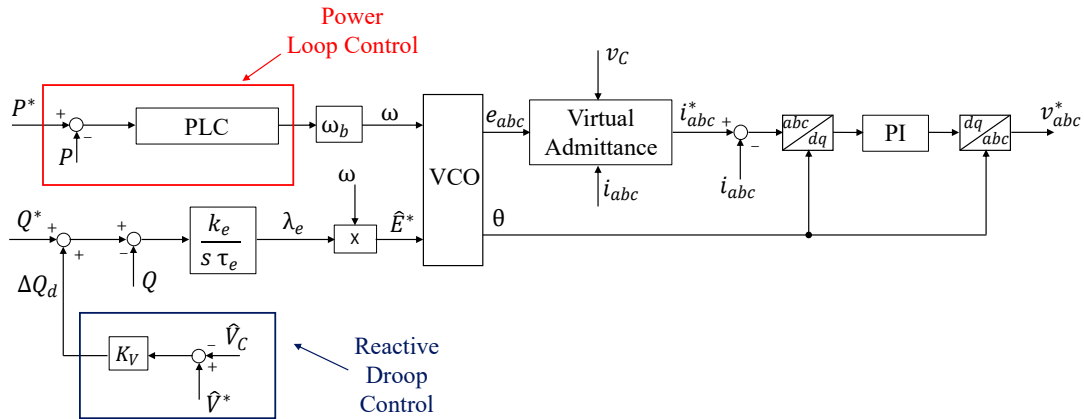 Power
Loop Control
P*
+
−
P
PLC
ω_b
ω
VCO
e_abc
v_C
Virtual
Admittance
i_abc
i*_abc
+
−
i_abc
abc
dq
PI
dq
abc
v*_abc
θ
Q*
+
+
+
−
Q
k_e
s τ_e
λ_e
ω
x
Ê*
ΔQ_d
K_V
−
V̂_C
+
V̂*
Reactive
Droop
Control